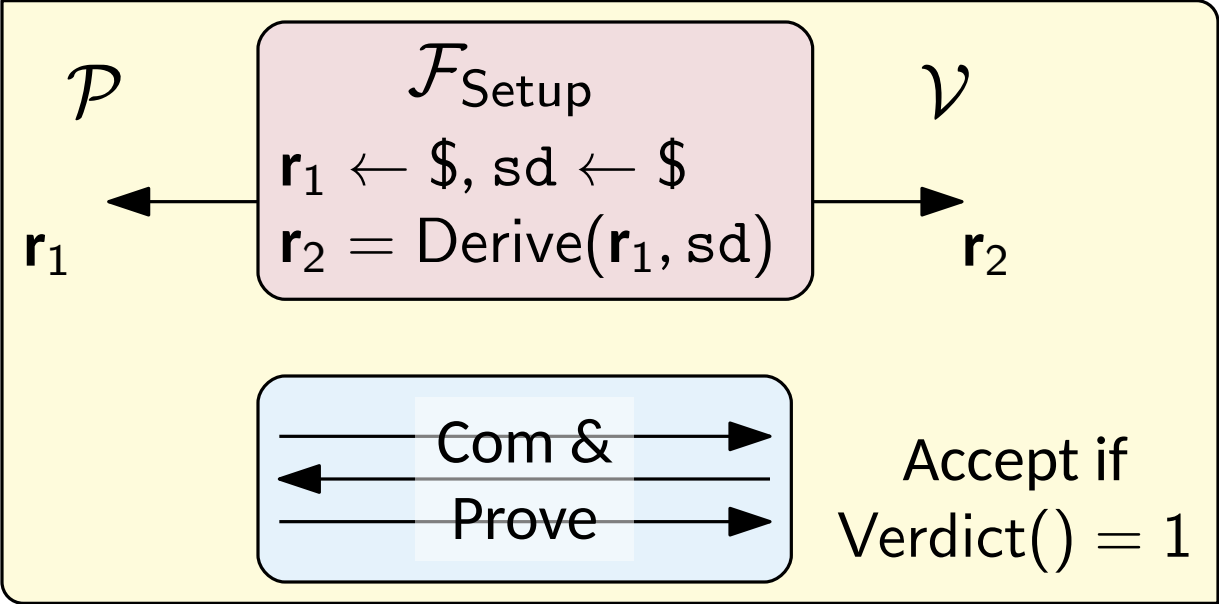 𝒫
ℱ_Setup
𝒱
𝐫₁ ← $, sd ← $
𝐫₂ = Derive(𝐫₁, sd)
𝐫₁
𝐫₂
Com &
Prove
Accept if
Verdict() = 1